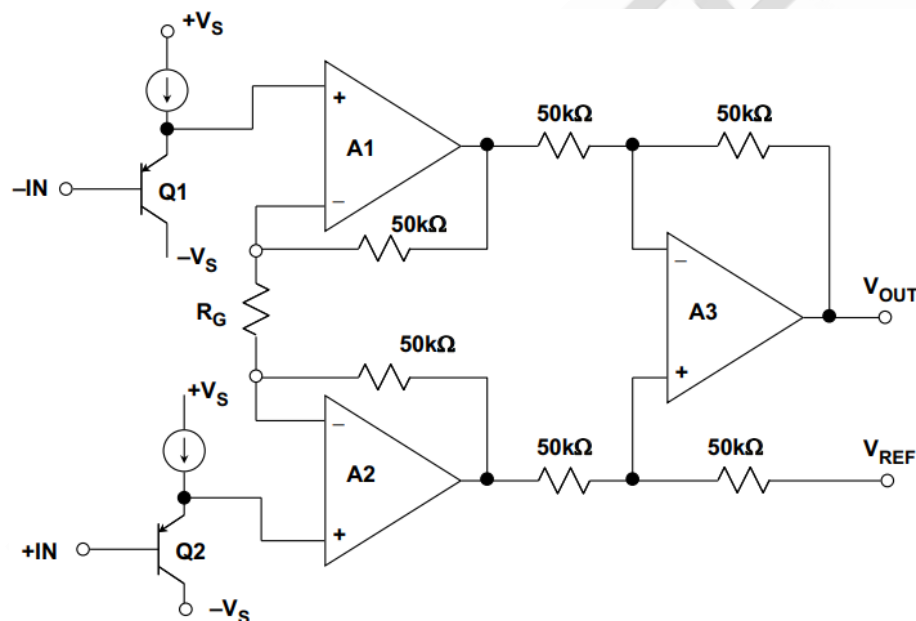 +VS
+
A1
–
50kΩ
50kΩ
–IN
Q1
50kΩ
–VS
–
A3
+
VOUT
RG
50kΩ
+VS
–
A2
+
50kΩ
50kΩ
VREF
+IN
Q2
–VS